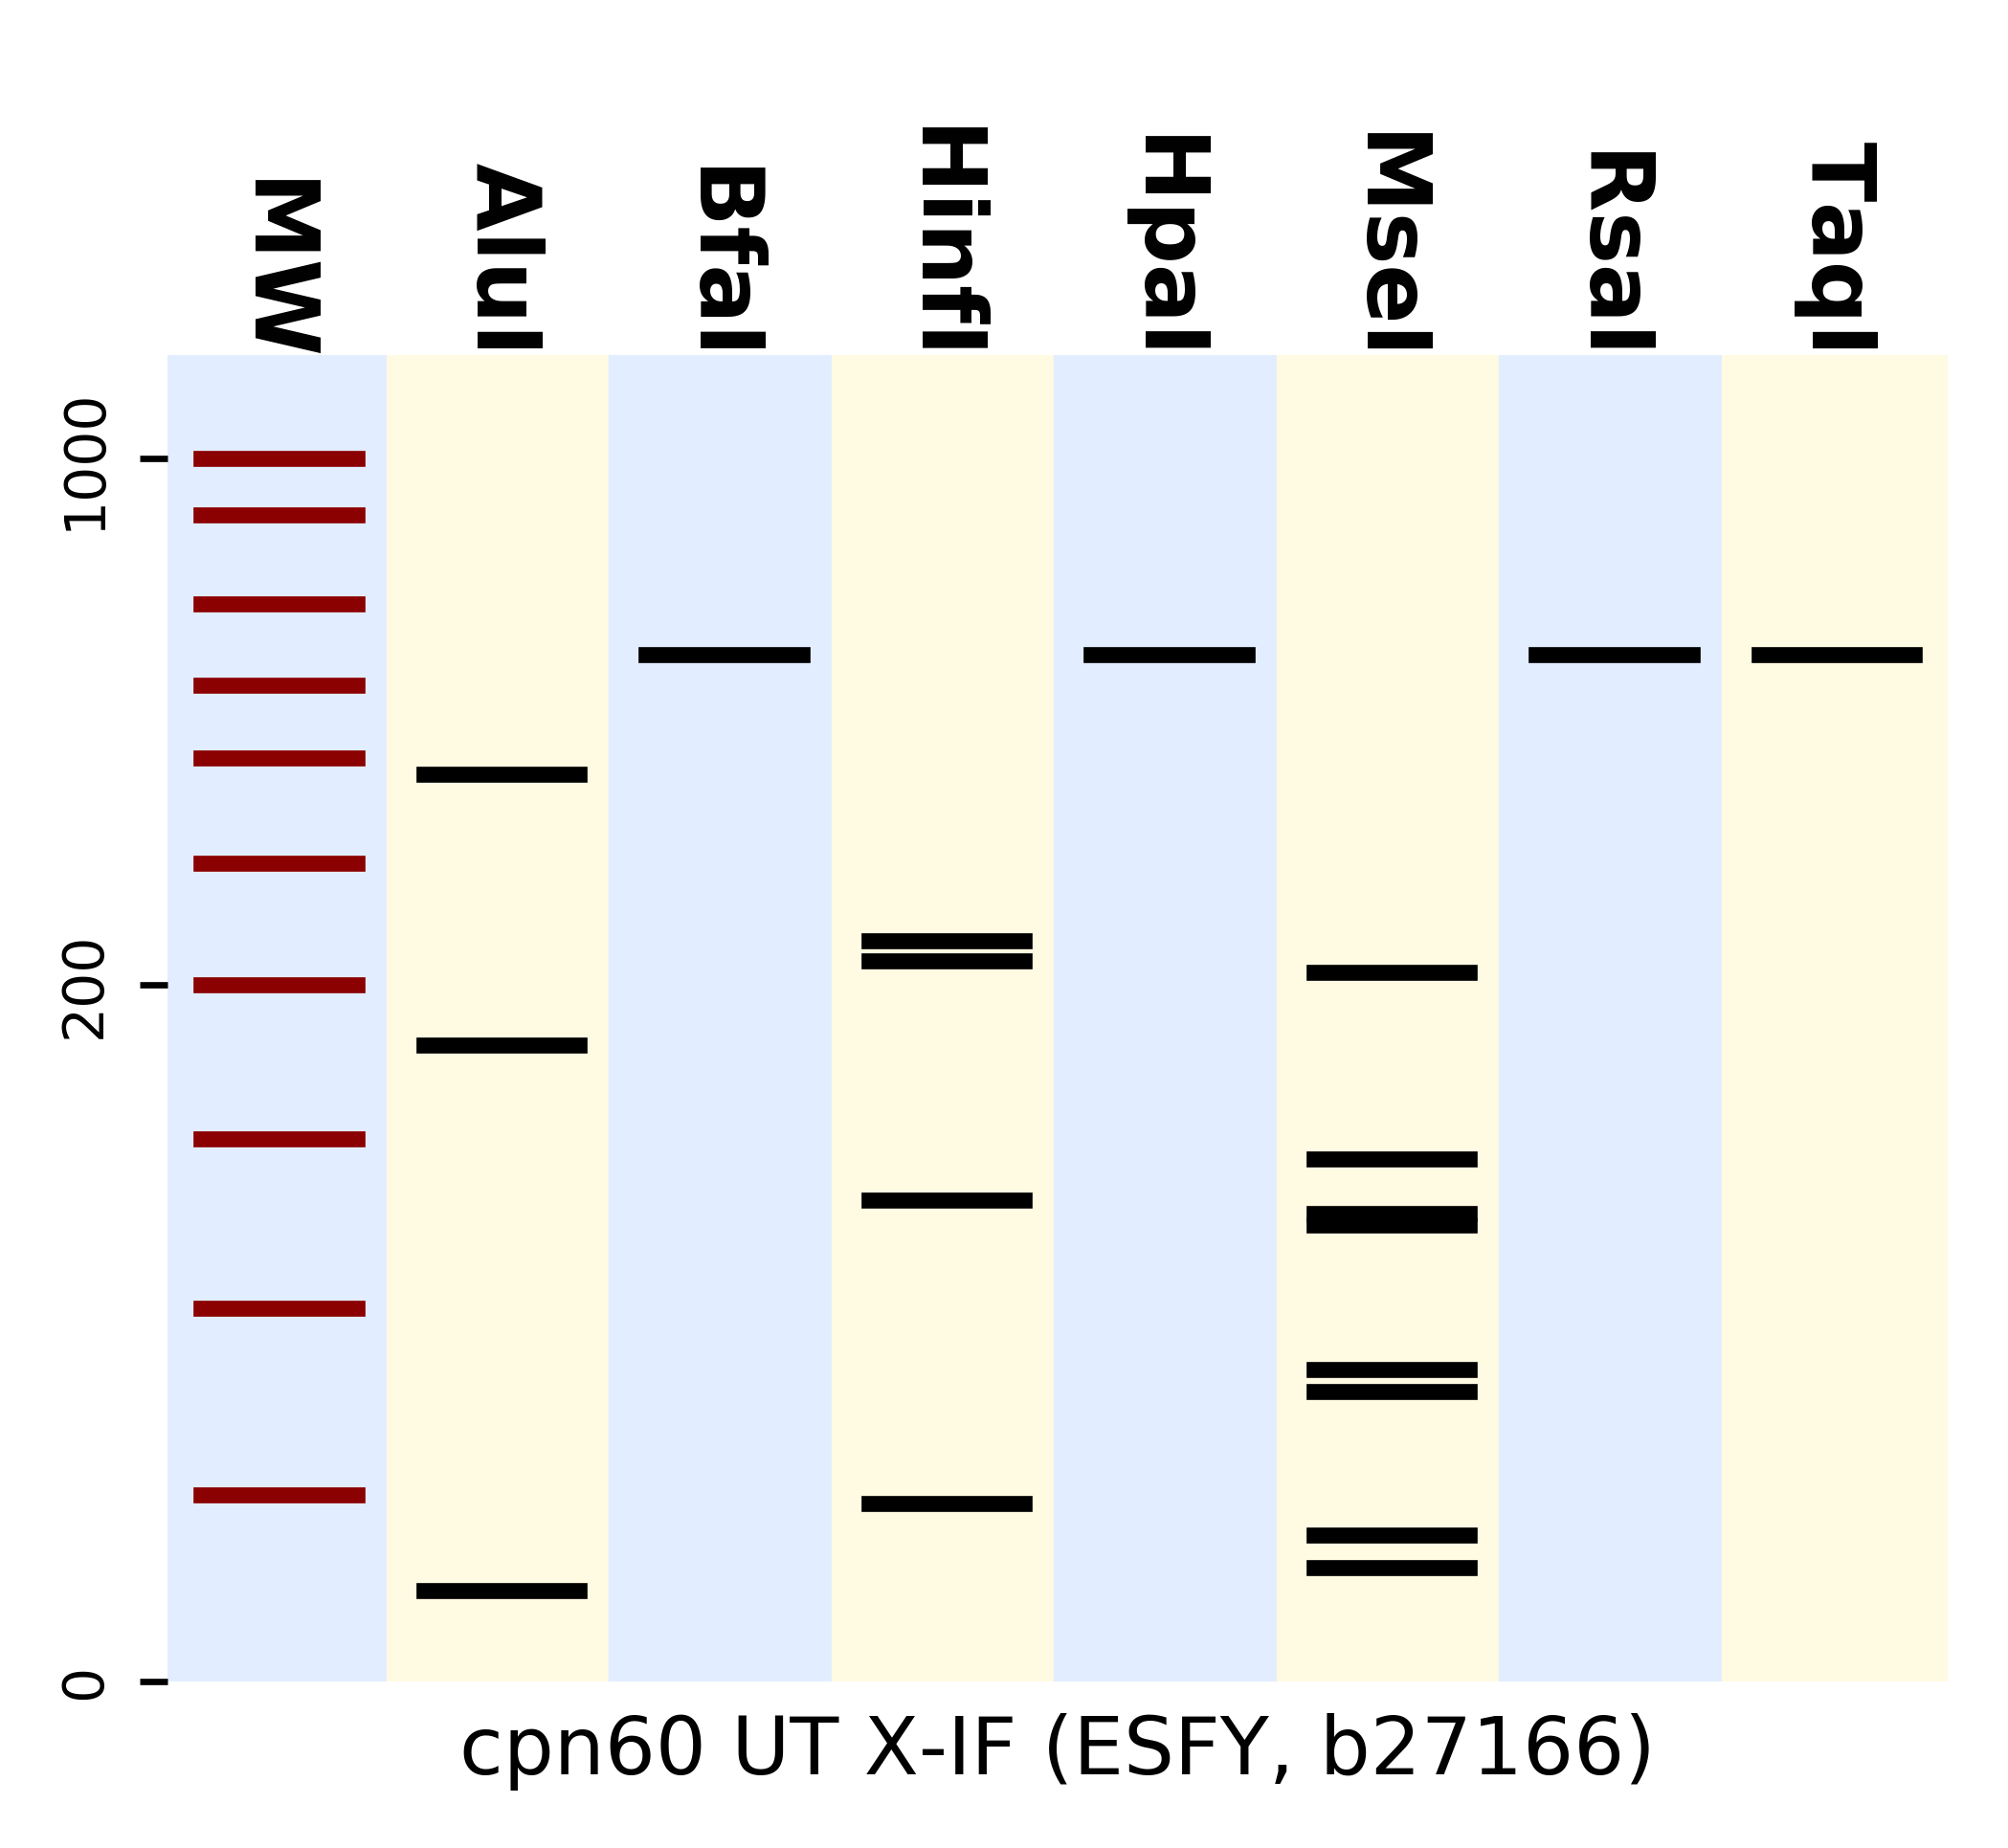 MW
AluI
BfaI
HinfI
HpaI
MseI
RsaI
TaqI
1000
200
0
cpn60 UT X-IF (ESFY, b27166)